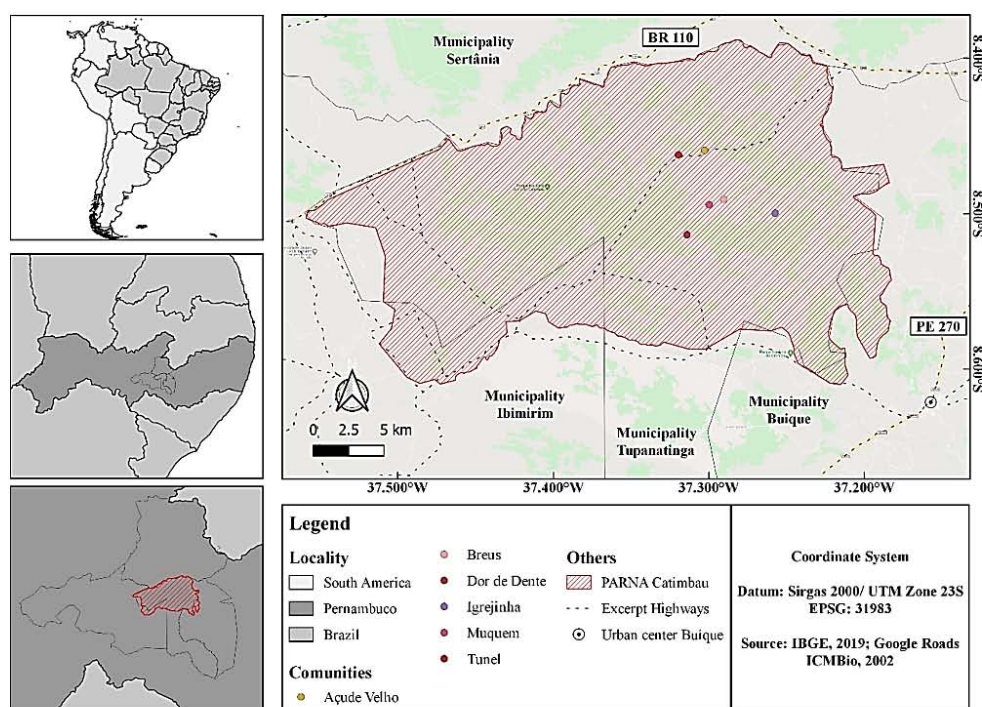 Municipality
Sertânia
BR 110
8.400°S
8.500°S
PE 270
8.600°S
Municipality
Ibimirim
Municipality
Buique
Municipality
Tupanatinga
0 2.5 5 km
37.500°W 37.400°W 37.300°W 37.200°W
Legend
Locality
South America
Pernambuco
Brazil
Comunities
Açude Velho
Breus
Dor de Dente
Igrejinha
Muquem
Tunel
Others
PARNA Catimbau
Excerpt Highways
Urban center Buique
Coordinate System
Datum: Sirgas 2000/ UTM Zone 23S
EPSG: 31983
Source: IBGE, 2019; Google Roads
ICMBio, 2002